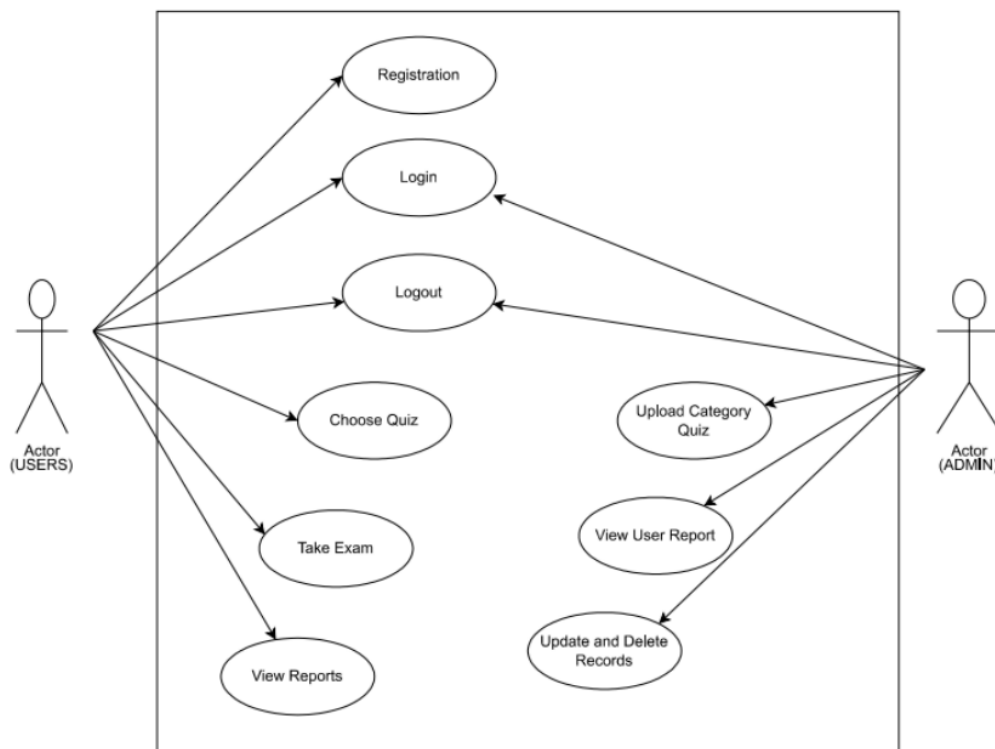 Registration
Login
Logout
Choose Quiz
Upload Category
Quiz
Actor
(USERS)
Actor
(ADMIN)
Take Exam
View User Report
View Reports
Update and Delete
Records